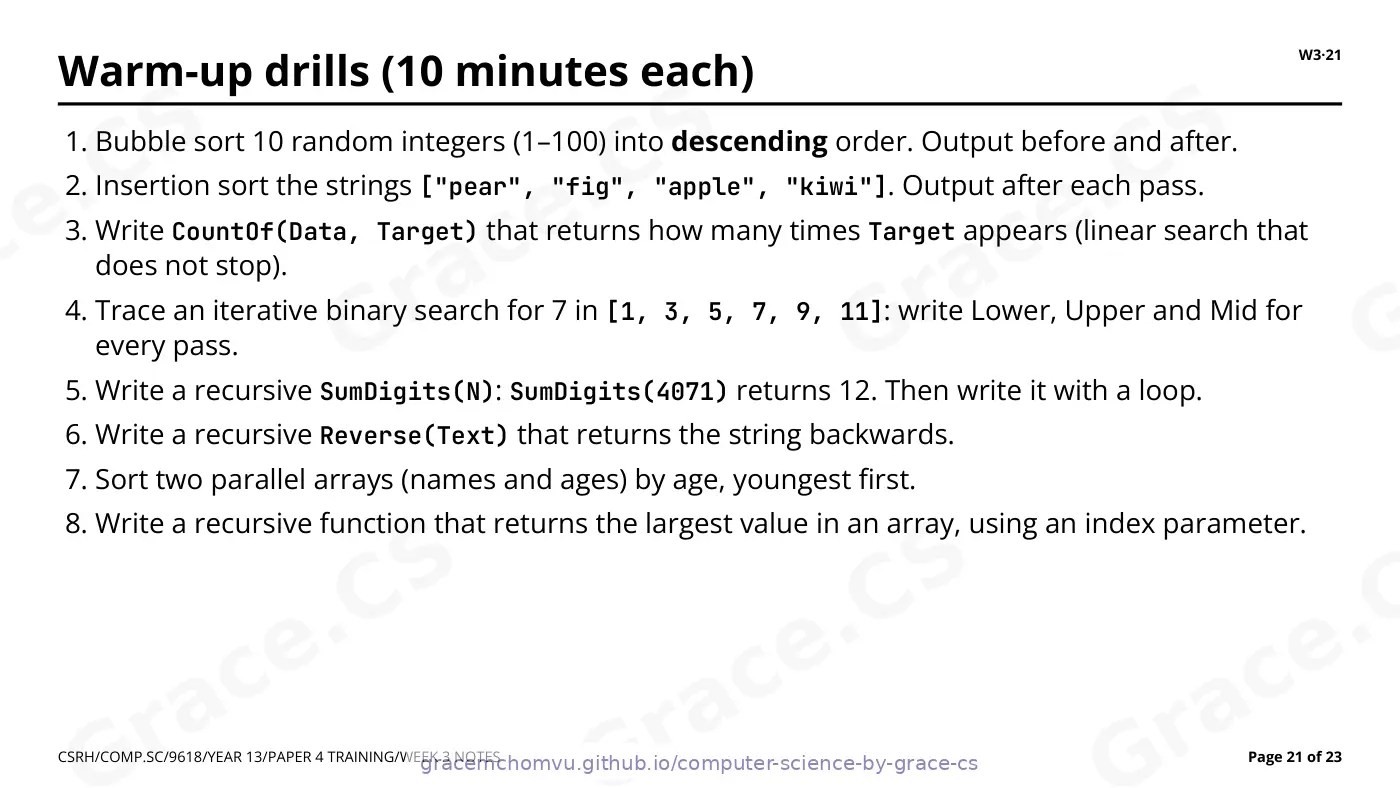 Warm-up drills (10 minutes each)
W3·21
1. Bubble sort 10 random integers (1–100) into descending order. Output before and after.
2. Insertion sort the strings ["pear", "fig", "apple", "kiwi"]. Output after each pass.
3. Write CountOf(Data, Target) that returns how many times Target appears (linear search that
does not stop).
4. Trace an iterative binary search for 7 in [1, 3, 5, 7, 9, 11]: write Lower, Upper and Mid for
every pass.
5. Write a recursive SumDigits(N): SumDigits(4071) returns 12. Then write it with a loop.
6. Write a recursive Reverse(Text) that returns the string backwards.
7. Sort two parallel arrays (names and ages) by age, youngest first.
8. Write a recursive function that returns the largest value in an array, using an index parameter.
Grace.CS
CSRH/COMP.SC/9618/YEAR 13/PAPER 4 TRAINING/WEEK 3 NOTES
gracemchomvu.github.io/computer-science-by-grace-cs
Page 21 of 23